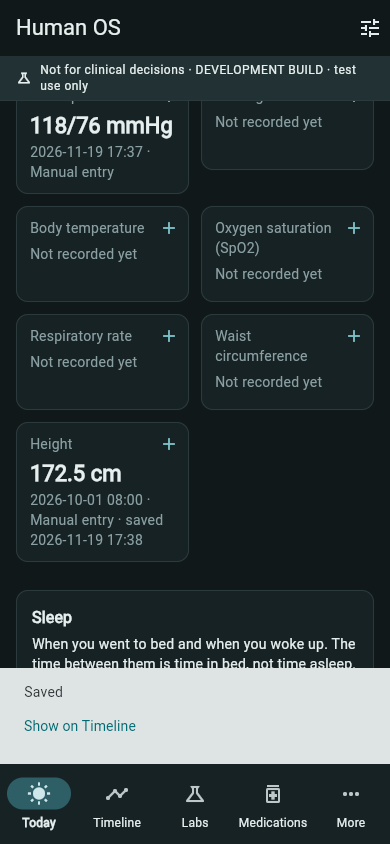 Human OS
Not for clinical decisions · DEVELOPMENT BUILD · test
use only
118/76 mmHg
2026-11-19 17:37 ·
Manual entry
Not recorded yet
Body temperature
Not recorded yet
Oxygen saturation
(SpO2)
Not recorded yet
Respiratory rate
Not recorded yet
Waist
circumference
Not recorded yet
Height
172.5 cm
2026-10-01 08:00 ·
Manual entry · saved
2026-11-19 17:38
Sleep
When you went to bed and when you woke up. The
time between them is time in bed, not time asleep.
Saved
Show on Timeline
Today
Timeline
Labs
Medications
More